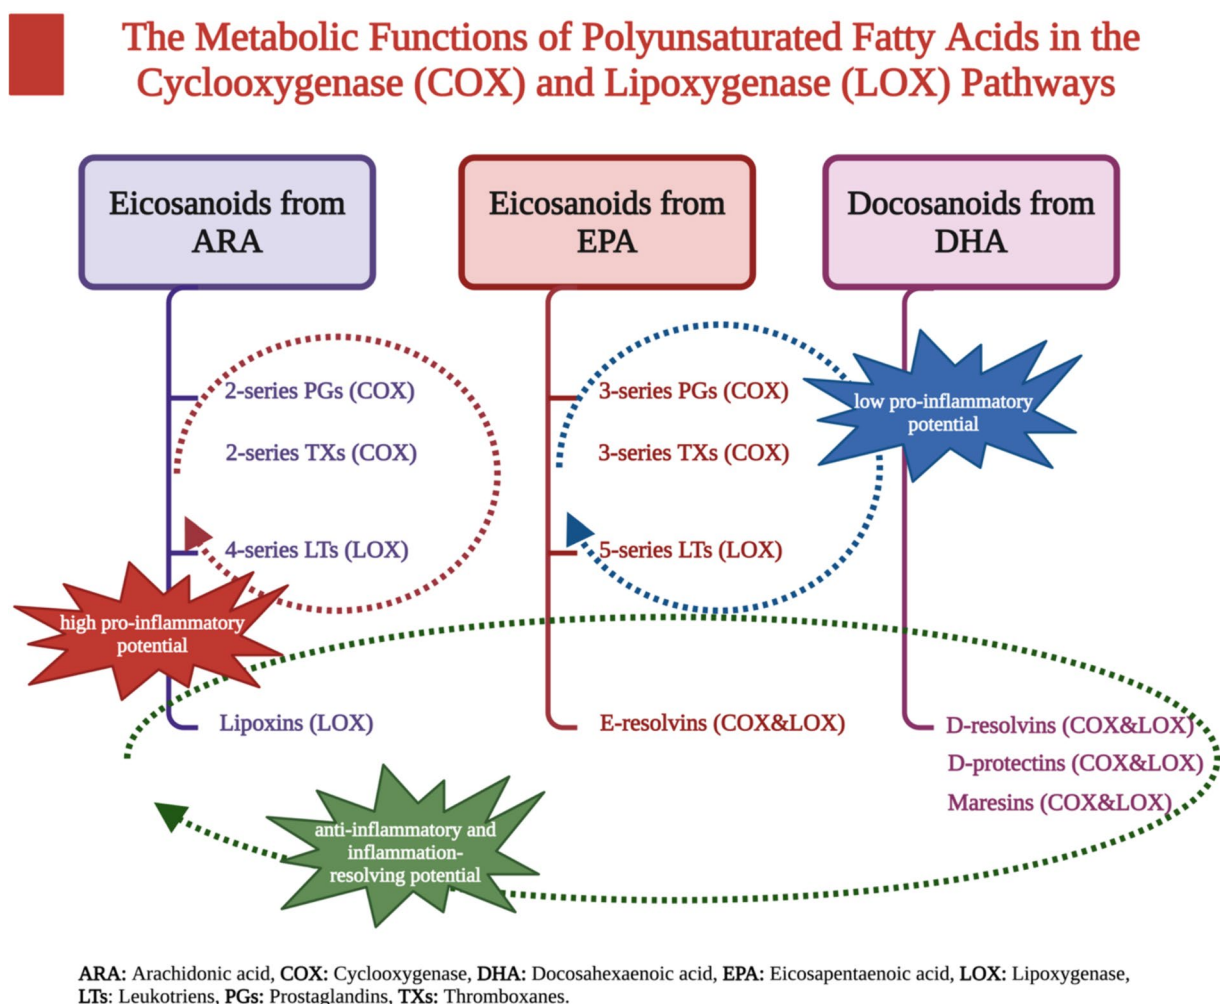 The Metabolic Functions of Polyunsaturated Fatty Acids in the
Cyclooxygenase (COX) and Lipoxygenase (LOX) Pathways
Eicosanoids from
ARA
Eicosanoids from
EPA
Docosanoids from
DHA
2-series PGs (COX)
2-series TXs (COX)
4-series LTs (LOX)
high pro-inflammatory
potential
Lipoxins (LOX)
3-series PGs (COX)
3-series TXs (COX)
5-series LTs (LOX)
E-resolvins (COX&LOX)
low pro-inflammatory
potential
D-resolvins (COX&LOX)
D-protectins (COX&LOX)
Maresins (COX&LOX)
anti-inflammatory and
inflammation-
resolving potential
ARA: Arachidonic acid, COX: Cyclooxygenase, DHA: Docosahexaenoic acid, EPA: Eicosapentaenoic acid, LOX: Lipoxygenase,
LTs: Leukotriens, PGs: Prostaglandins, TXs: Thromboxanes.